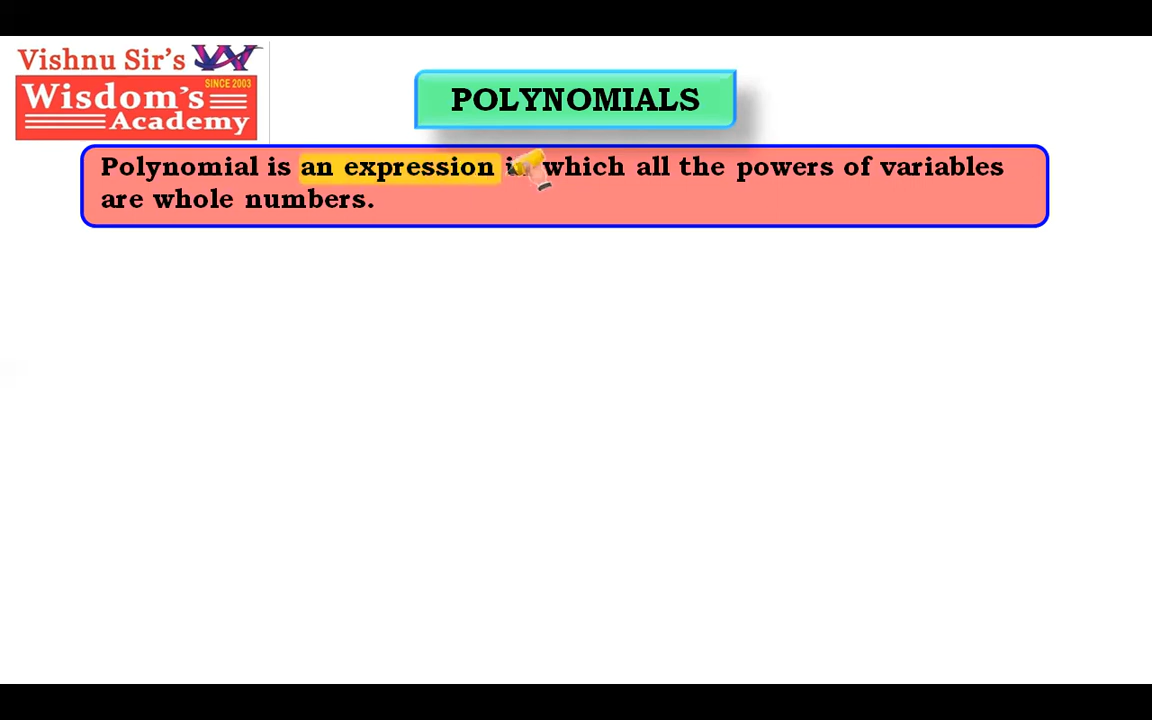 Vishnu Sir's
SINCE 2003
Wisdom's
Academy
POLYNOMIALS
Polynomial is an expression which all the powers of variables
are whole numbers.